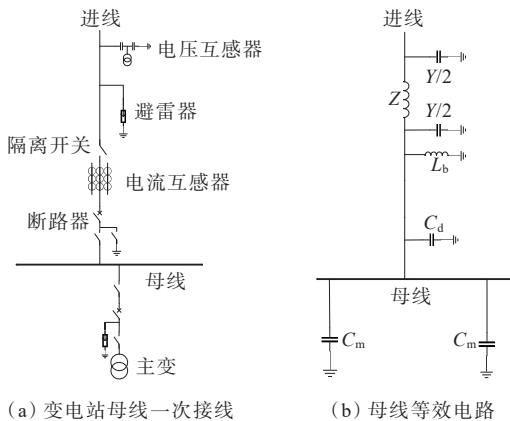 进线
电压互感器
避雷器
隔离开关
电流互感器
断路器
母线
主变
(a) 变电站母线一次接线
进线
Y/2
Z
Y/2
L_b
C_d
母线
C_m
C_m
(b) 母线等效电路